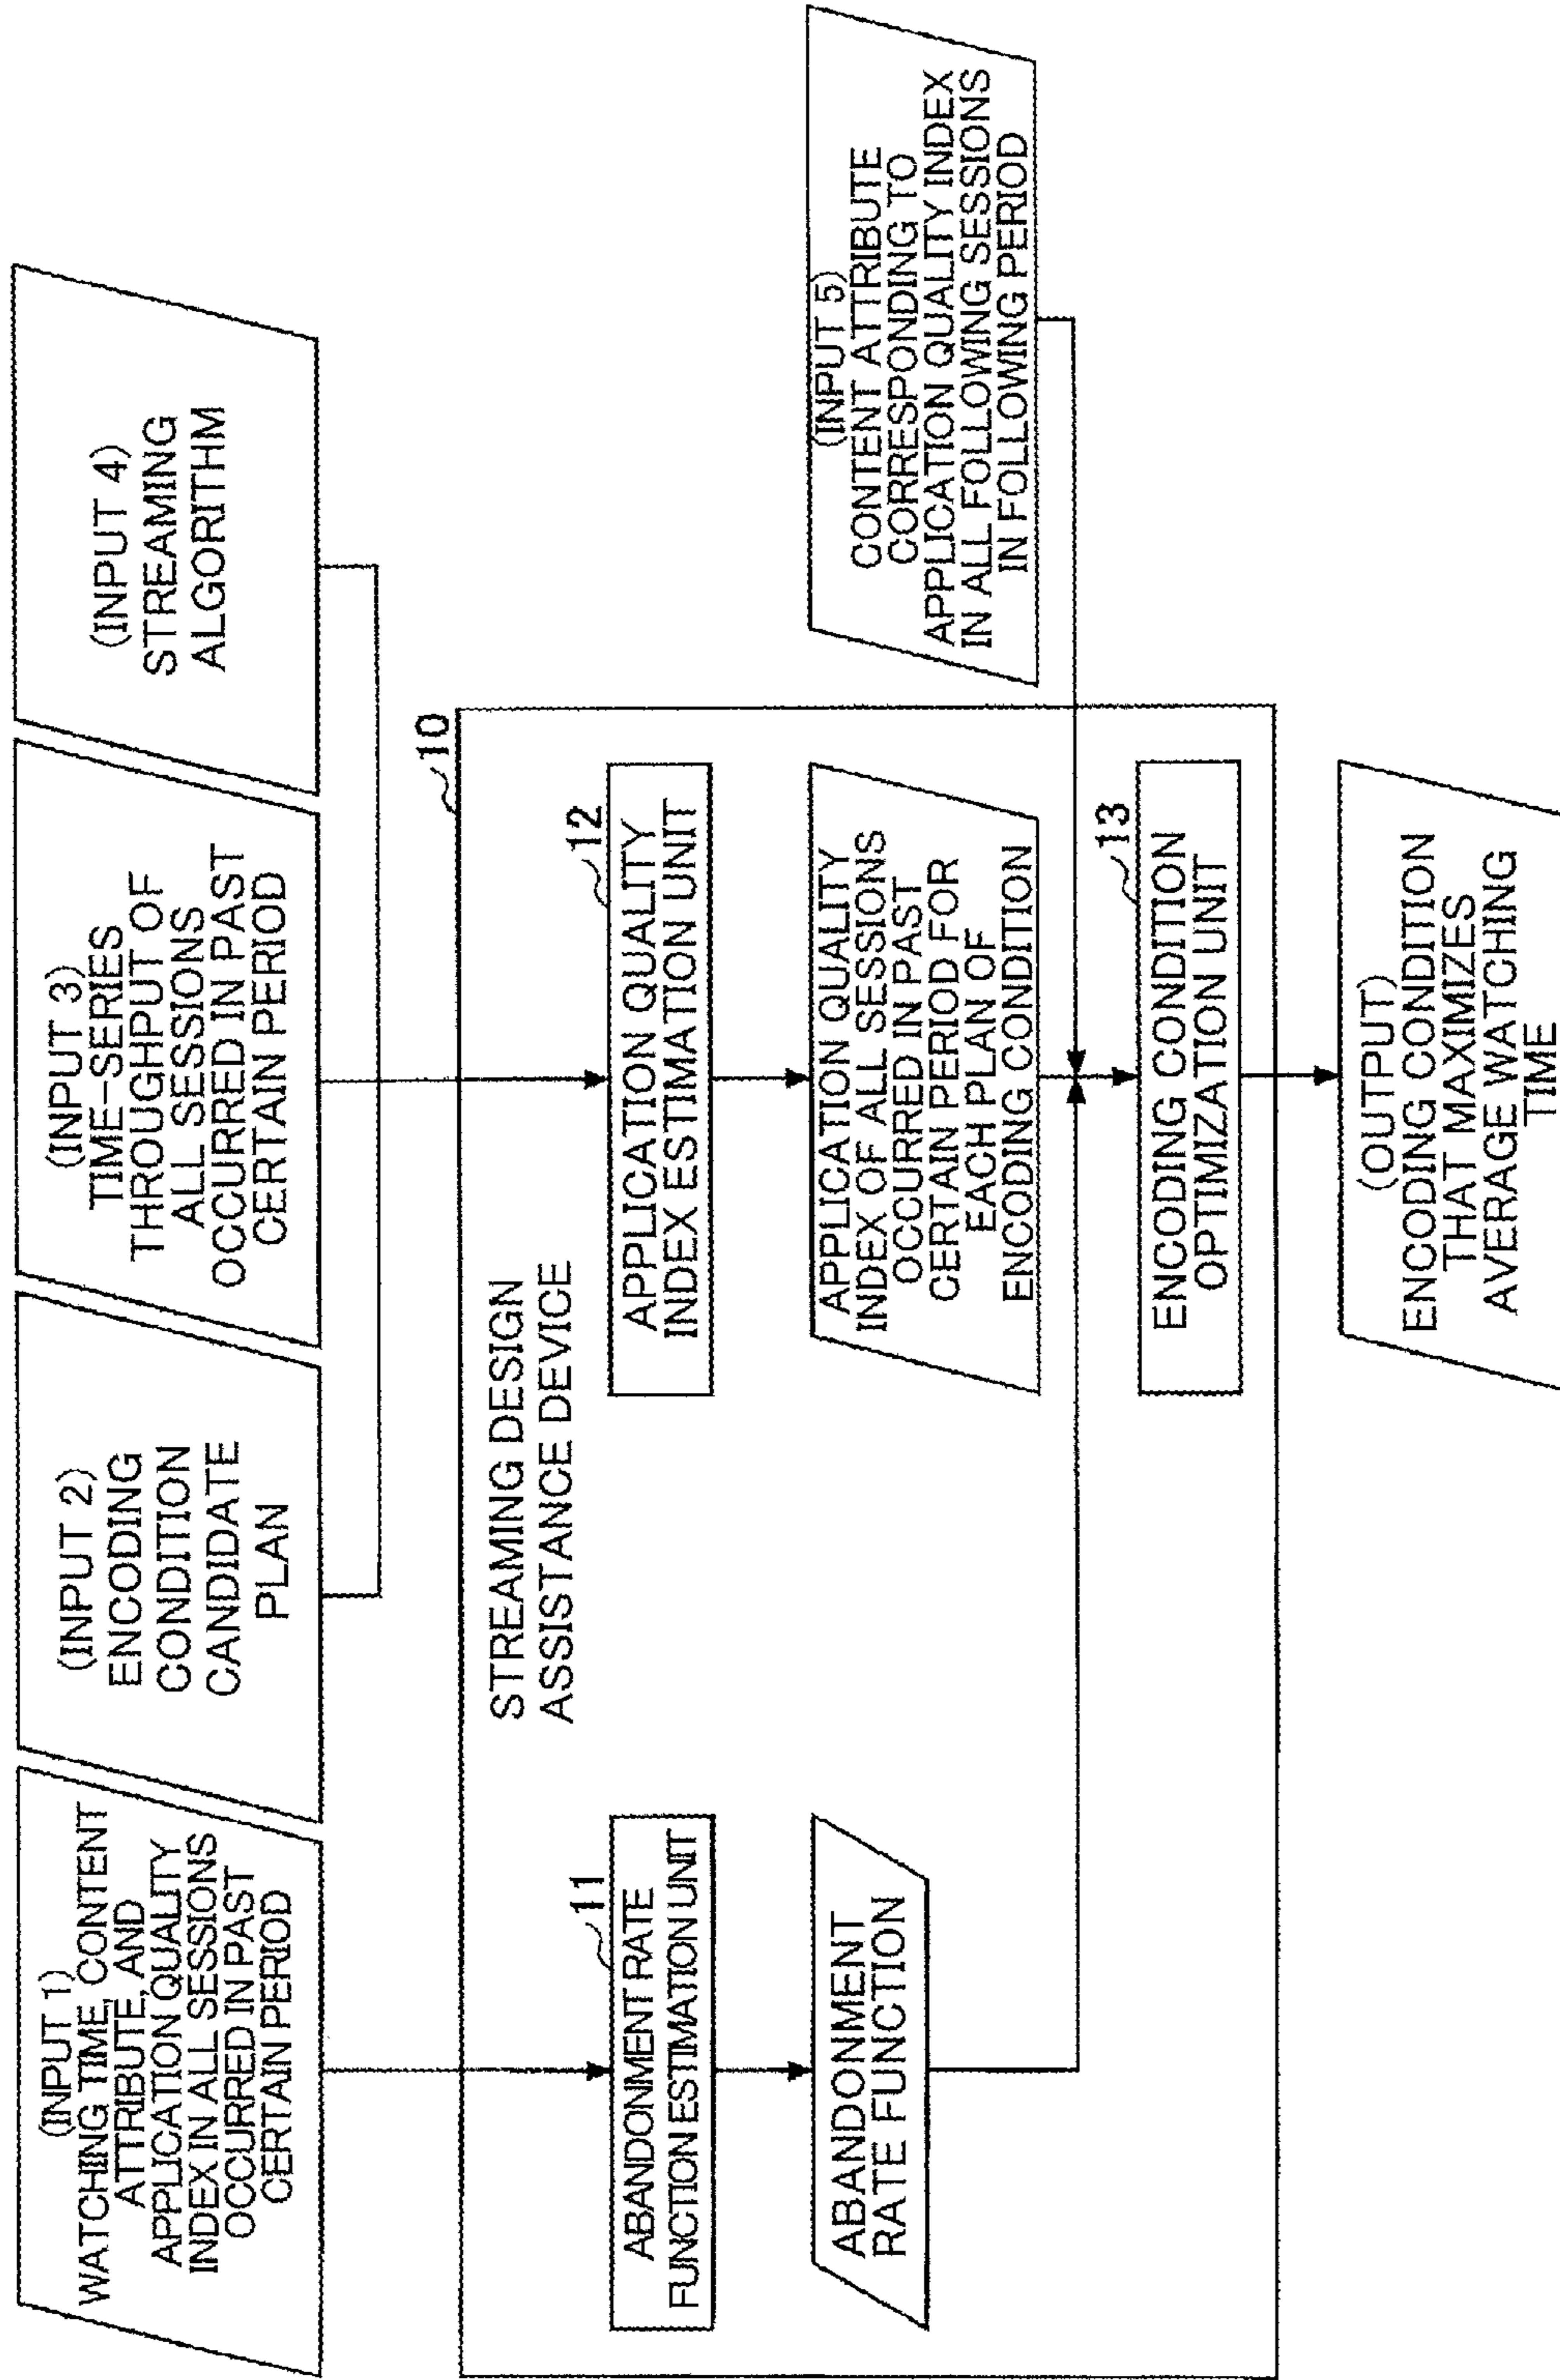 (INPUT 1)
WATCHING TIME, CONTENT
ATTRIBUTE, AND
APPLICATION QUALITY
INDEX IN ALL SESSIONS
OCCURRED IN PAST
CERTAIN PERIOD
(INPUT 2)
ENCODING
CONDITION
CANDIDATE
PLAN
(INPUT 3)
TIME-SERIES
THROUGHPUT OF
ALL SESSIONS
OCCURRED IN PAST
CERTAIN PERIOD
(INPUT 4)
STREAMING
ALGORITHM
10
STREAMING DESIGN
ASSISTANCE DEVICE
11
ABANDONMENT RATE
FUNCTION ESTIMATION UNIT
12
APPLICATION QUALITY
INDEX ESTIMATION UNIT
ABANDONMENT
RATE FUNCTION
APPLICATION QUALITY
INDEX OF ALL SESSIONS
OCCURRED IN PAST
CERTAIN PERIOD FOR
EACH PLAN OF
ENCODING CONDITION
(INPUT 5)
CONTENT ATTRIBUTE
CORRESPONDING TO
APPLICATION QUALITY INDEX
IN ALL FOLLOWING SESSIONS
IN FOLLOWING PERIOD
13
ENCODING CONDITION
OPTIMIZATION UNIT
(OUTPUT)
ENCODING CONDITION
THAT MAXIMIZES
AVERAGE WATCHING
TIME